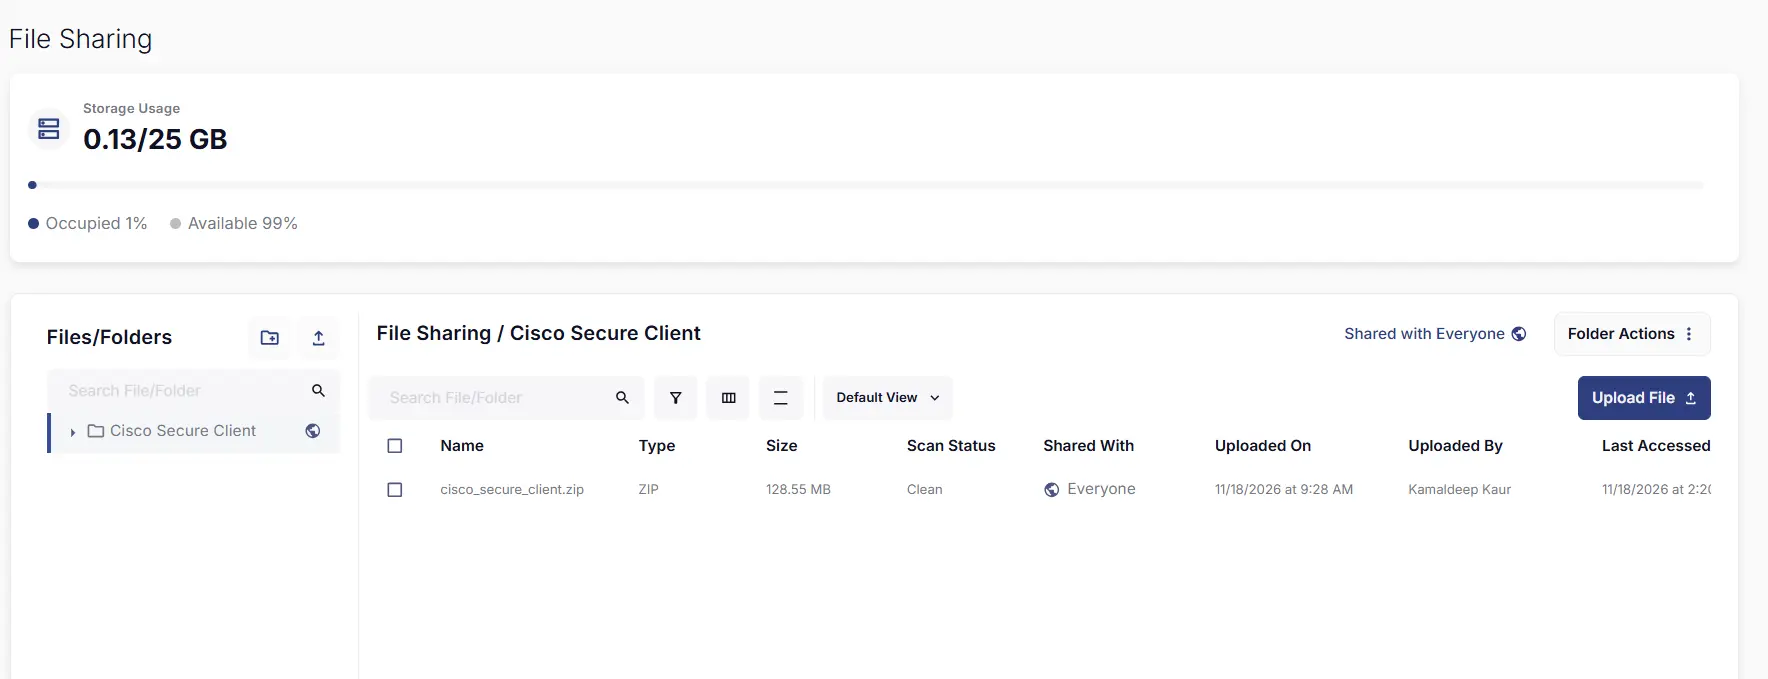 File Sharing
Storage Usage
0.13/25 GB
Occupied 1% Available 99%
Files/Folders
Search File/Folder
Cisco Secure Client
File Sharing / Cisco Secure Client
Shared with Everyone
Folder Actions
Search File/Folder
Default View
Upload File
Name Type Size Scan Status Shared With Uploaded On Uploaded By Last Accessed
cisco_secure_client.zip ZIP 128.55 MB Clean Everyone 11/18/2026 at 9:28 AM Kamaldeep Kaur 11/18/2026 at 2:20